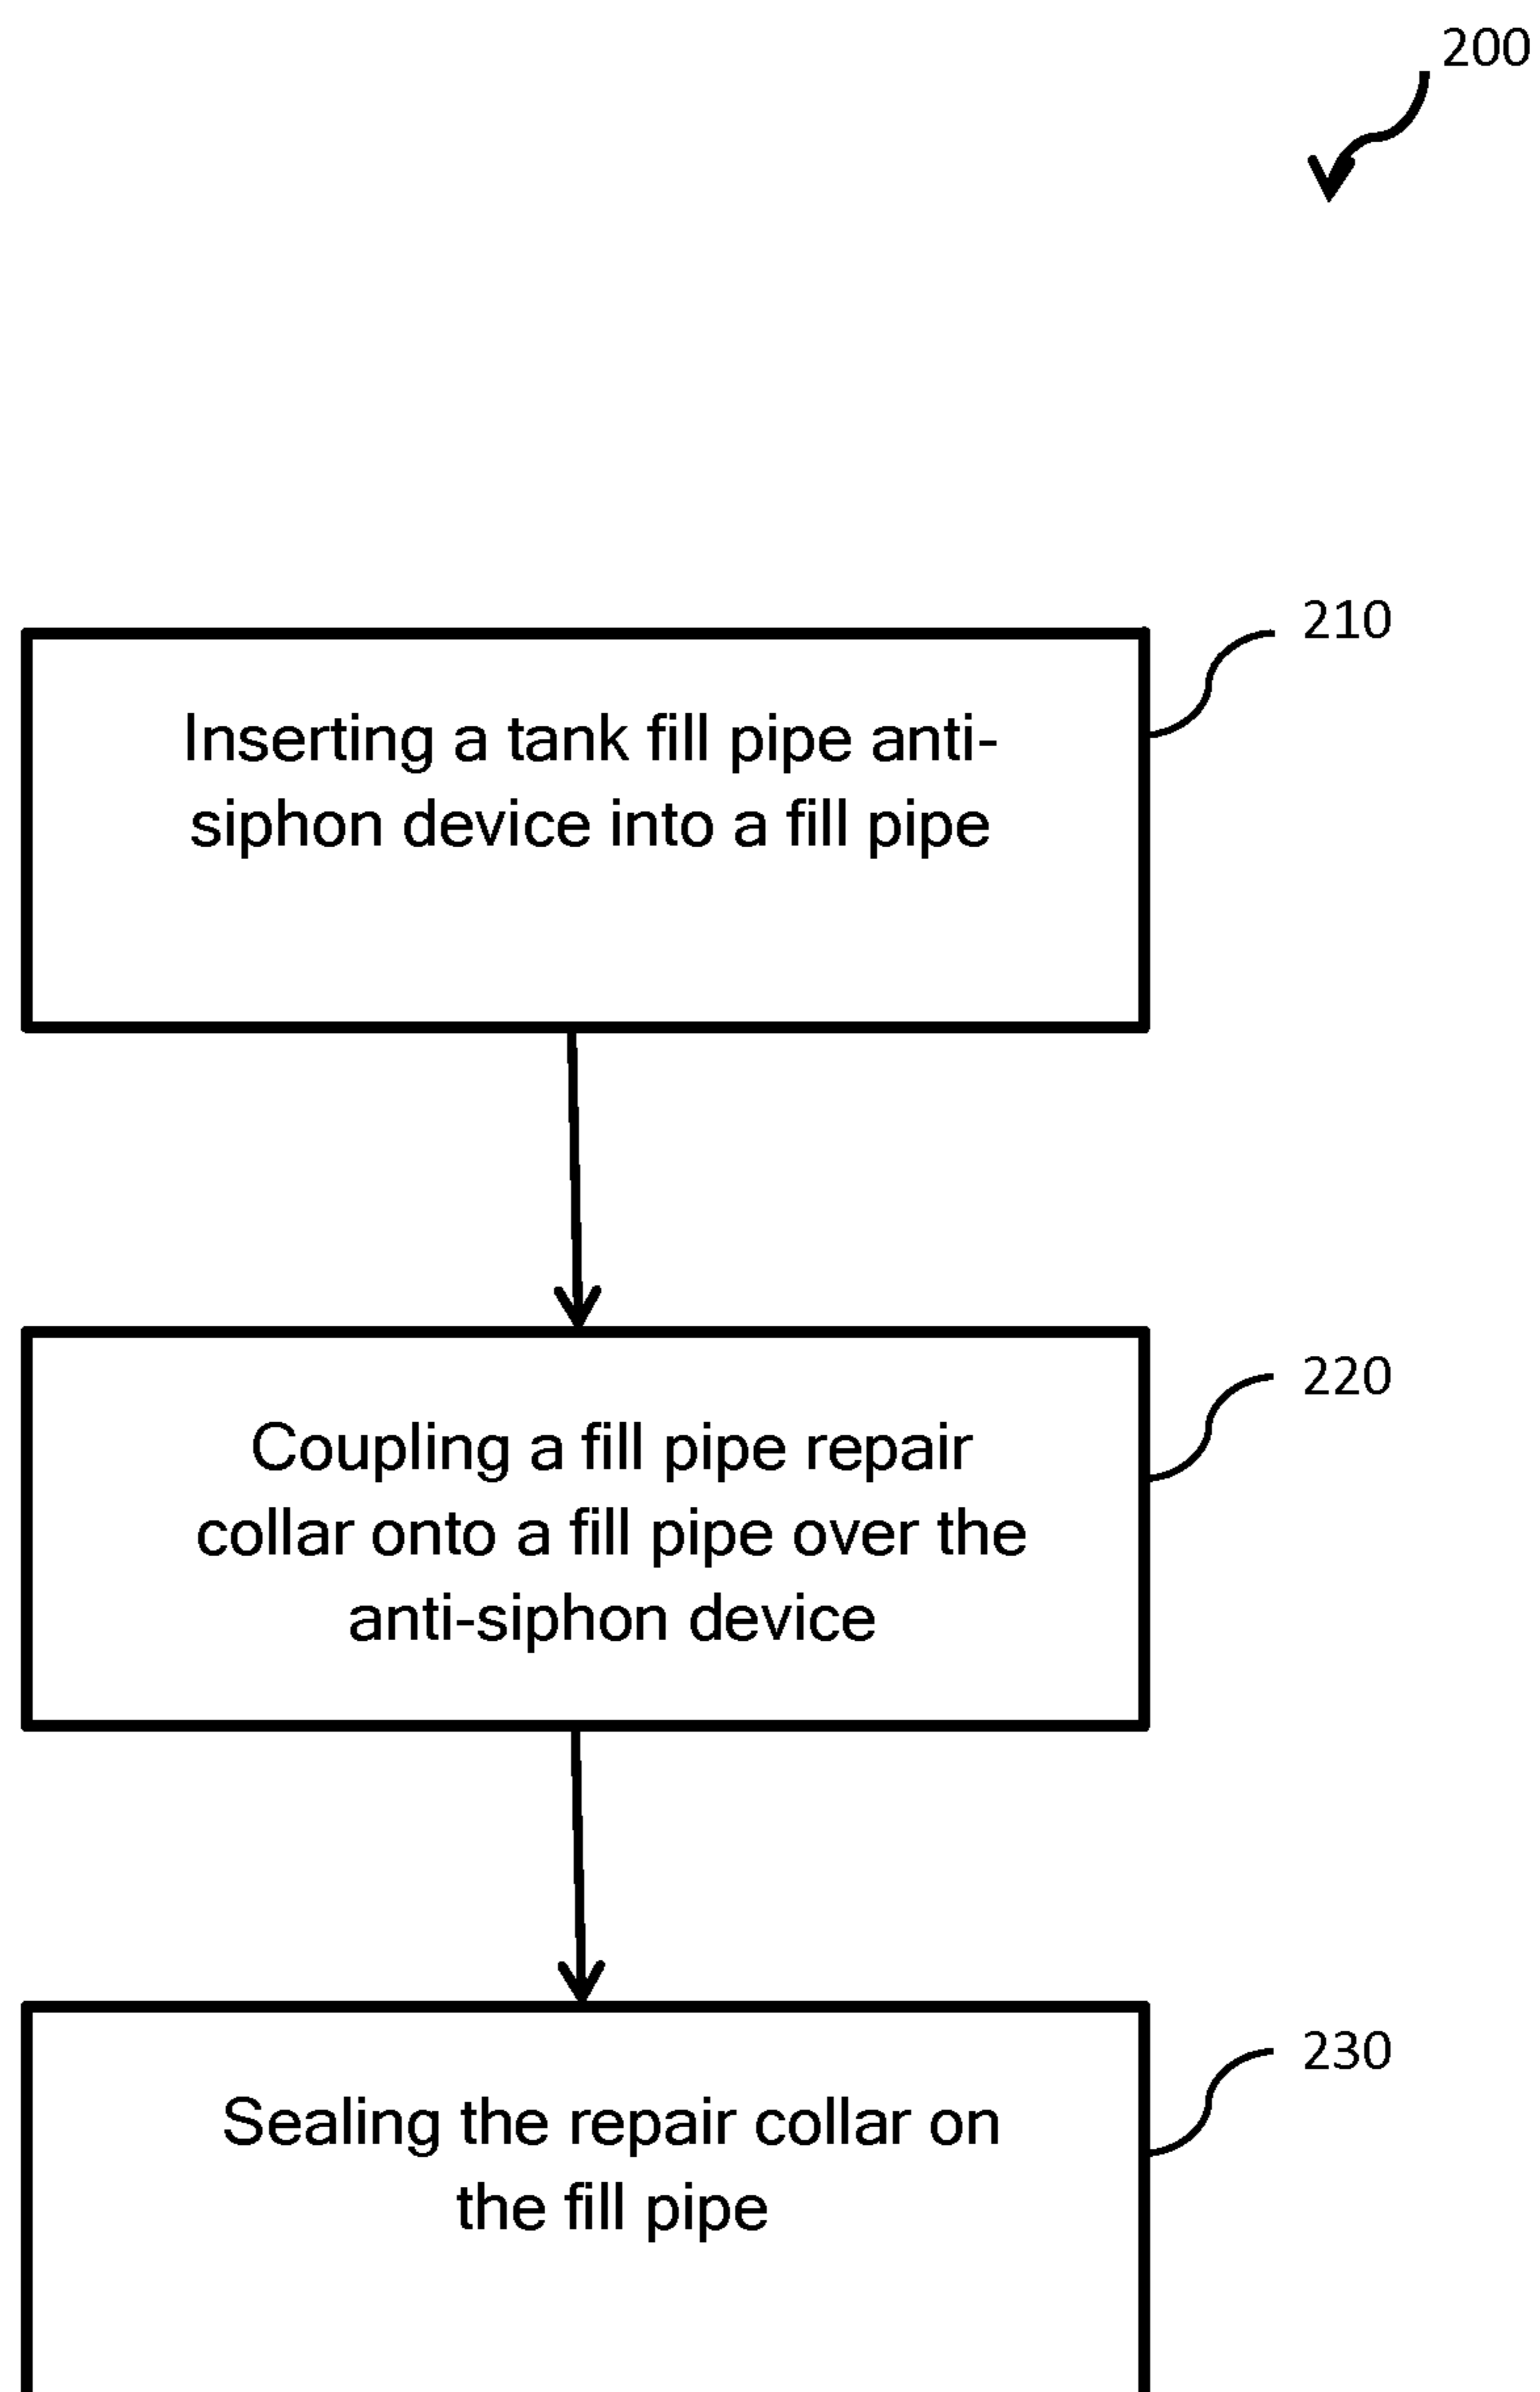 200
210
Inserting a tank fill pipe anti-
siphon device into a fill pipe
220
Coupling a fill pipe repair
collar onto a fill pipe over the
anti-siphon device
230
Sealing the repair collar on
the fill pipe